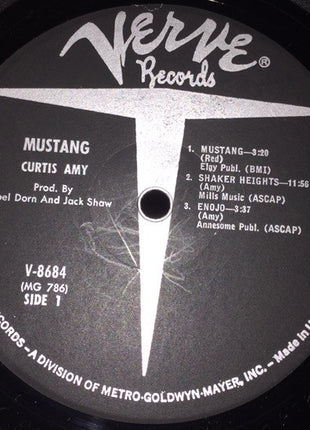 Verve
Records®
MUSTANG
CURTIS AMY
Prod. By
el Dorn And Jack Shaw
V-8684
(MG 786)
SIDE 1
1. MUSTANG—3:20
(Red)
Elgy Publ. (BMI)
2. SHAKER HEIGHTS—11:56
(Amy)
Mills Music (ASCAP)
3. ENOJO—3:37
(Amy)
Annesome Publ. (ASCAP)
CORDS—A DIVISION OF METRO-GOLDWYN-MAYER, INC.—Made in U